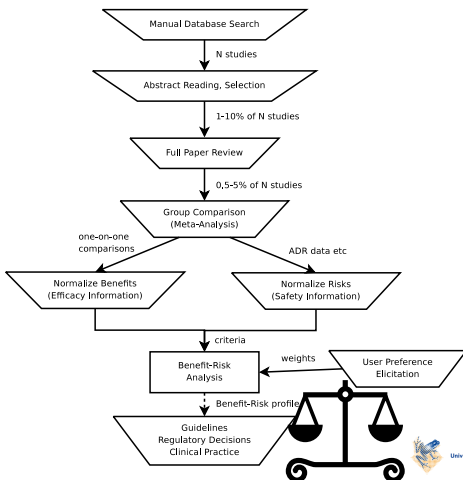 Manual Database Search
N studies
Abstract Reading, Selection
1-10% of N studies
Full Paper Review
0,5-5% of N studies
Group Comparison
(Meta-Analysis)
one-on-one
comparisons
ADR data etc
Normalize Benefits
(Efficacy Information)
Normalize Risks
(Safety Information)
criteria
Benefit-Risk
Analysis
weights
User Preference
Elicitation
Benefit-Risk profile
Guidelines
Regulatory Decisions
Clinical Practice